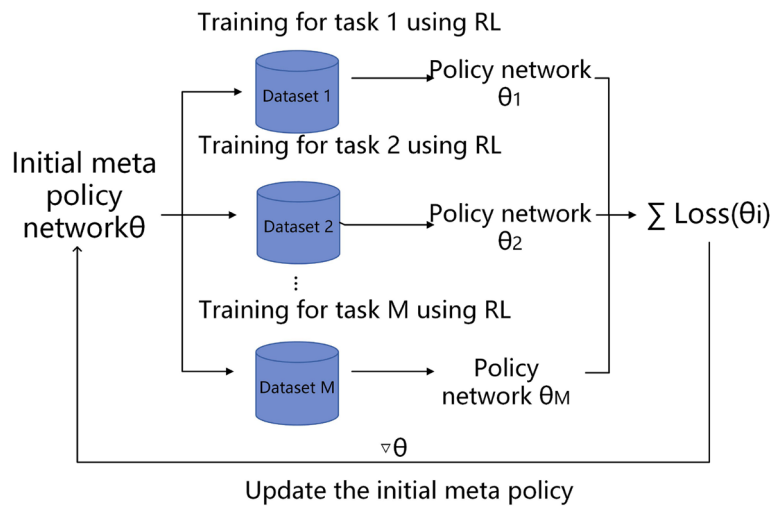 Training for task 1 using RL
Dataset 1
Policy network
θ1
Training for task 2 using RL
Initial meta
policy
networkθ
Dataset 2
Policy network
θ2
∑ Loss(θi)
⋮
Training for task M using RL
Dataset M
Policy
network θM
▽θ
Update the initial meta policy